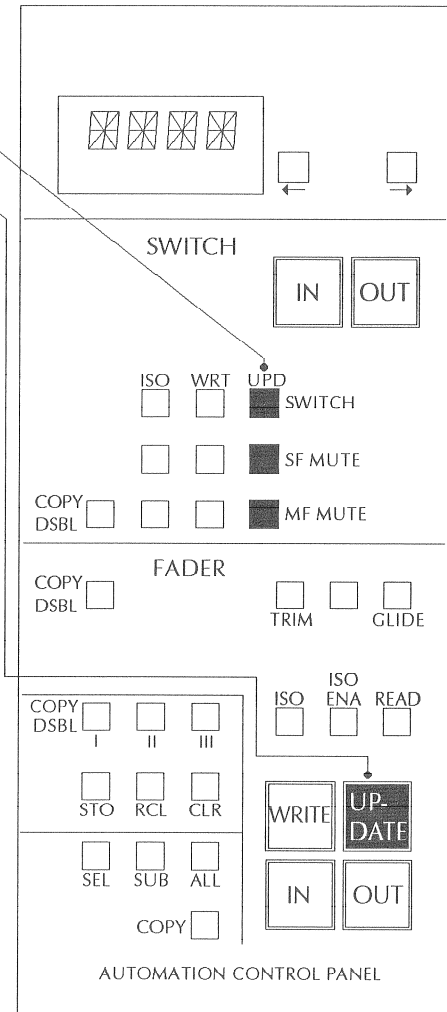 SWITCH
IN OUT
ISO WRT UPD
SWITCH
SF MUTE
COPY
DSBL
MF MUTE
FADER
COPY
DSBL
TRIM GLIDE
ISO
ISO ENA READ
COPY
DSBL
I II III
STO RCL CLR
WRITE
UP-
DATE
SEL SUB ALL
IN OUT
COPY
AUTOMATION CONTROL PANEL